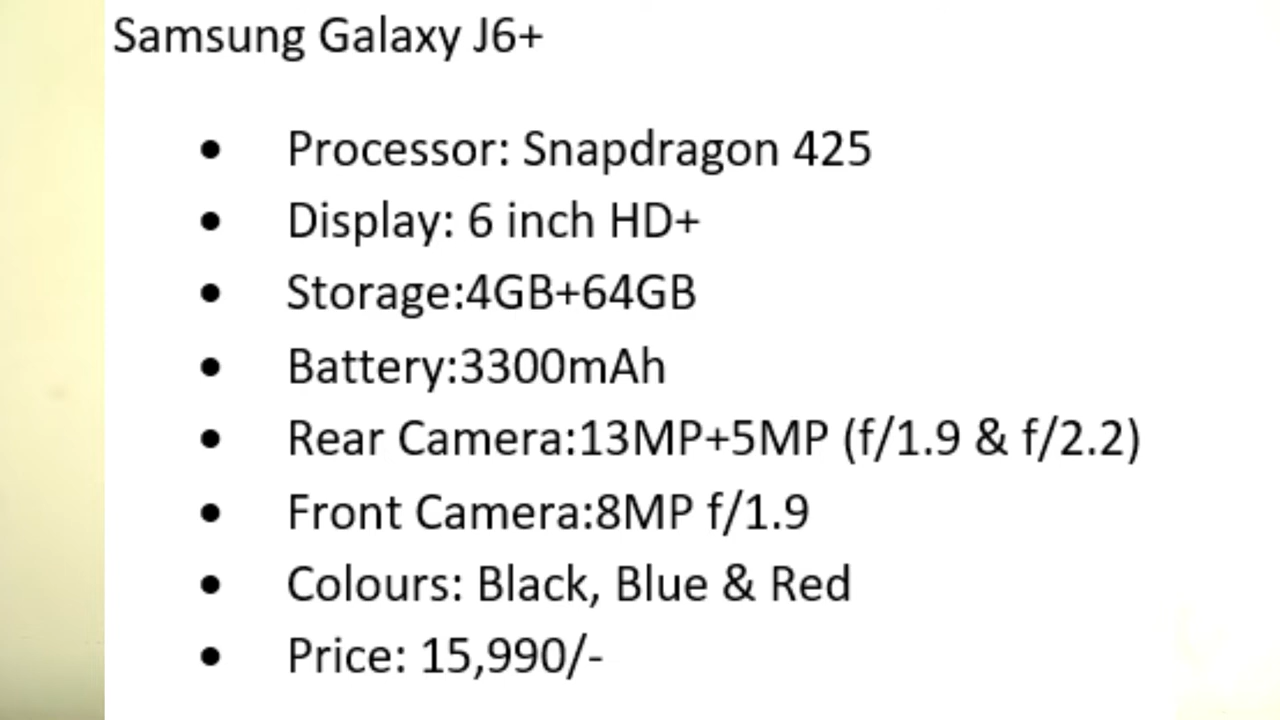 Samsung Galaxy J6+
• Processor: Snapdragon 425
• Display: 6 inch HD+
• Storage:4GB+64GB
• Battery:3300mAh
• Rear Camera:13MP+5MP (f/1.9 & f/2.2)
• Front Camera:8MP f/1.9
• Colours: Black, Blue & Red
• Price: 15,990/-